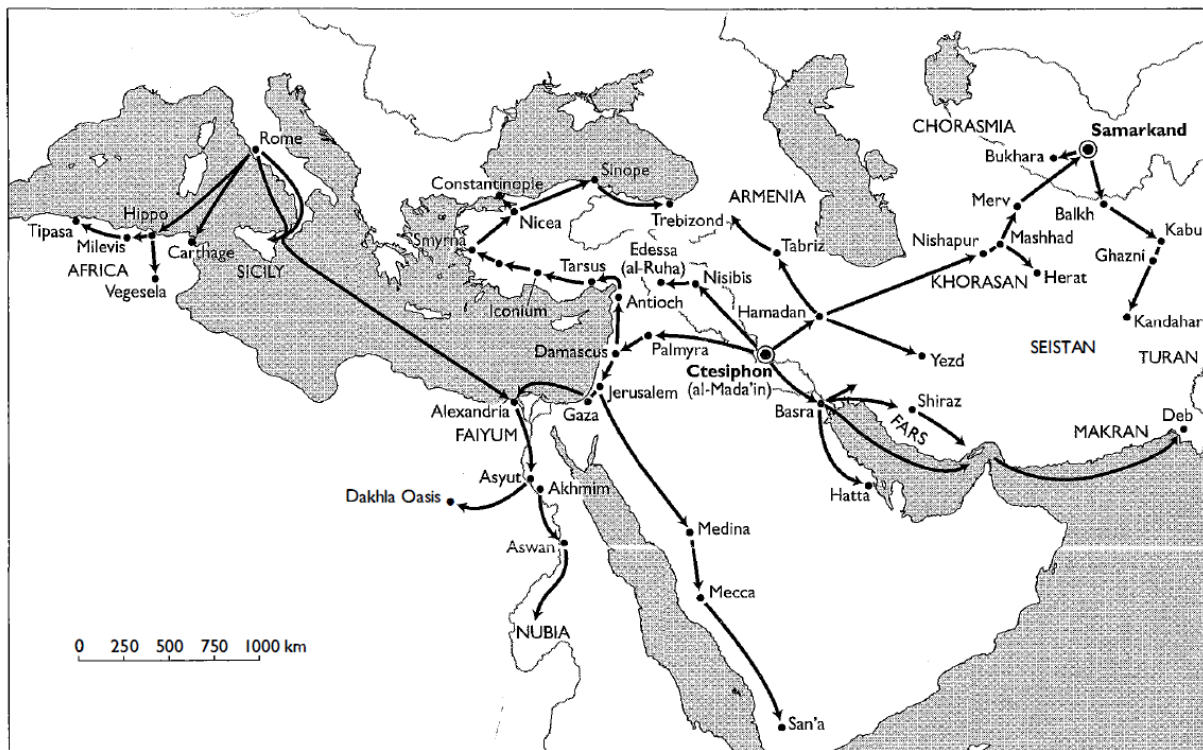 Rome
CHORASMIA
Samarkand
Bukhara
Constantinople
Sinope
ARMENIA
Trebizond
Nicea
Merv
Balkh
Hippo
Tipasa
Milevis
Carthage
AFRICA
SICILY
Vegesela
Smyrna
Edessa
(al-Ruha)
Nisibis
Tabriz
Nishapur
Mashhad
KHORASAN
Herat
Kabu
Ghazni
Kandahar
Tarsus
Iconium
Antioch
Hamadan
Yezd
SEISTAN
TURAN
Damascus
Palmyra
Ctesiphon
(al-Mada'in)
Jerusalem
Gaza
Alexandria
FAIYUM
Basra
Shiraz
FARS
MAKRAN
Deb
Hatta
Asyut
Akhmim
Dakhla Oasis
Aswan
NUBIA
Medina
Mecca
San'a
0 250 500 750 1000 km